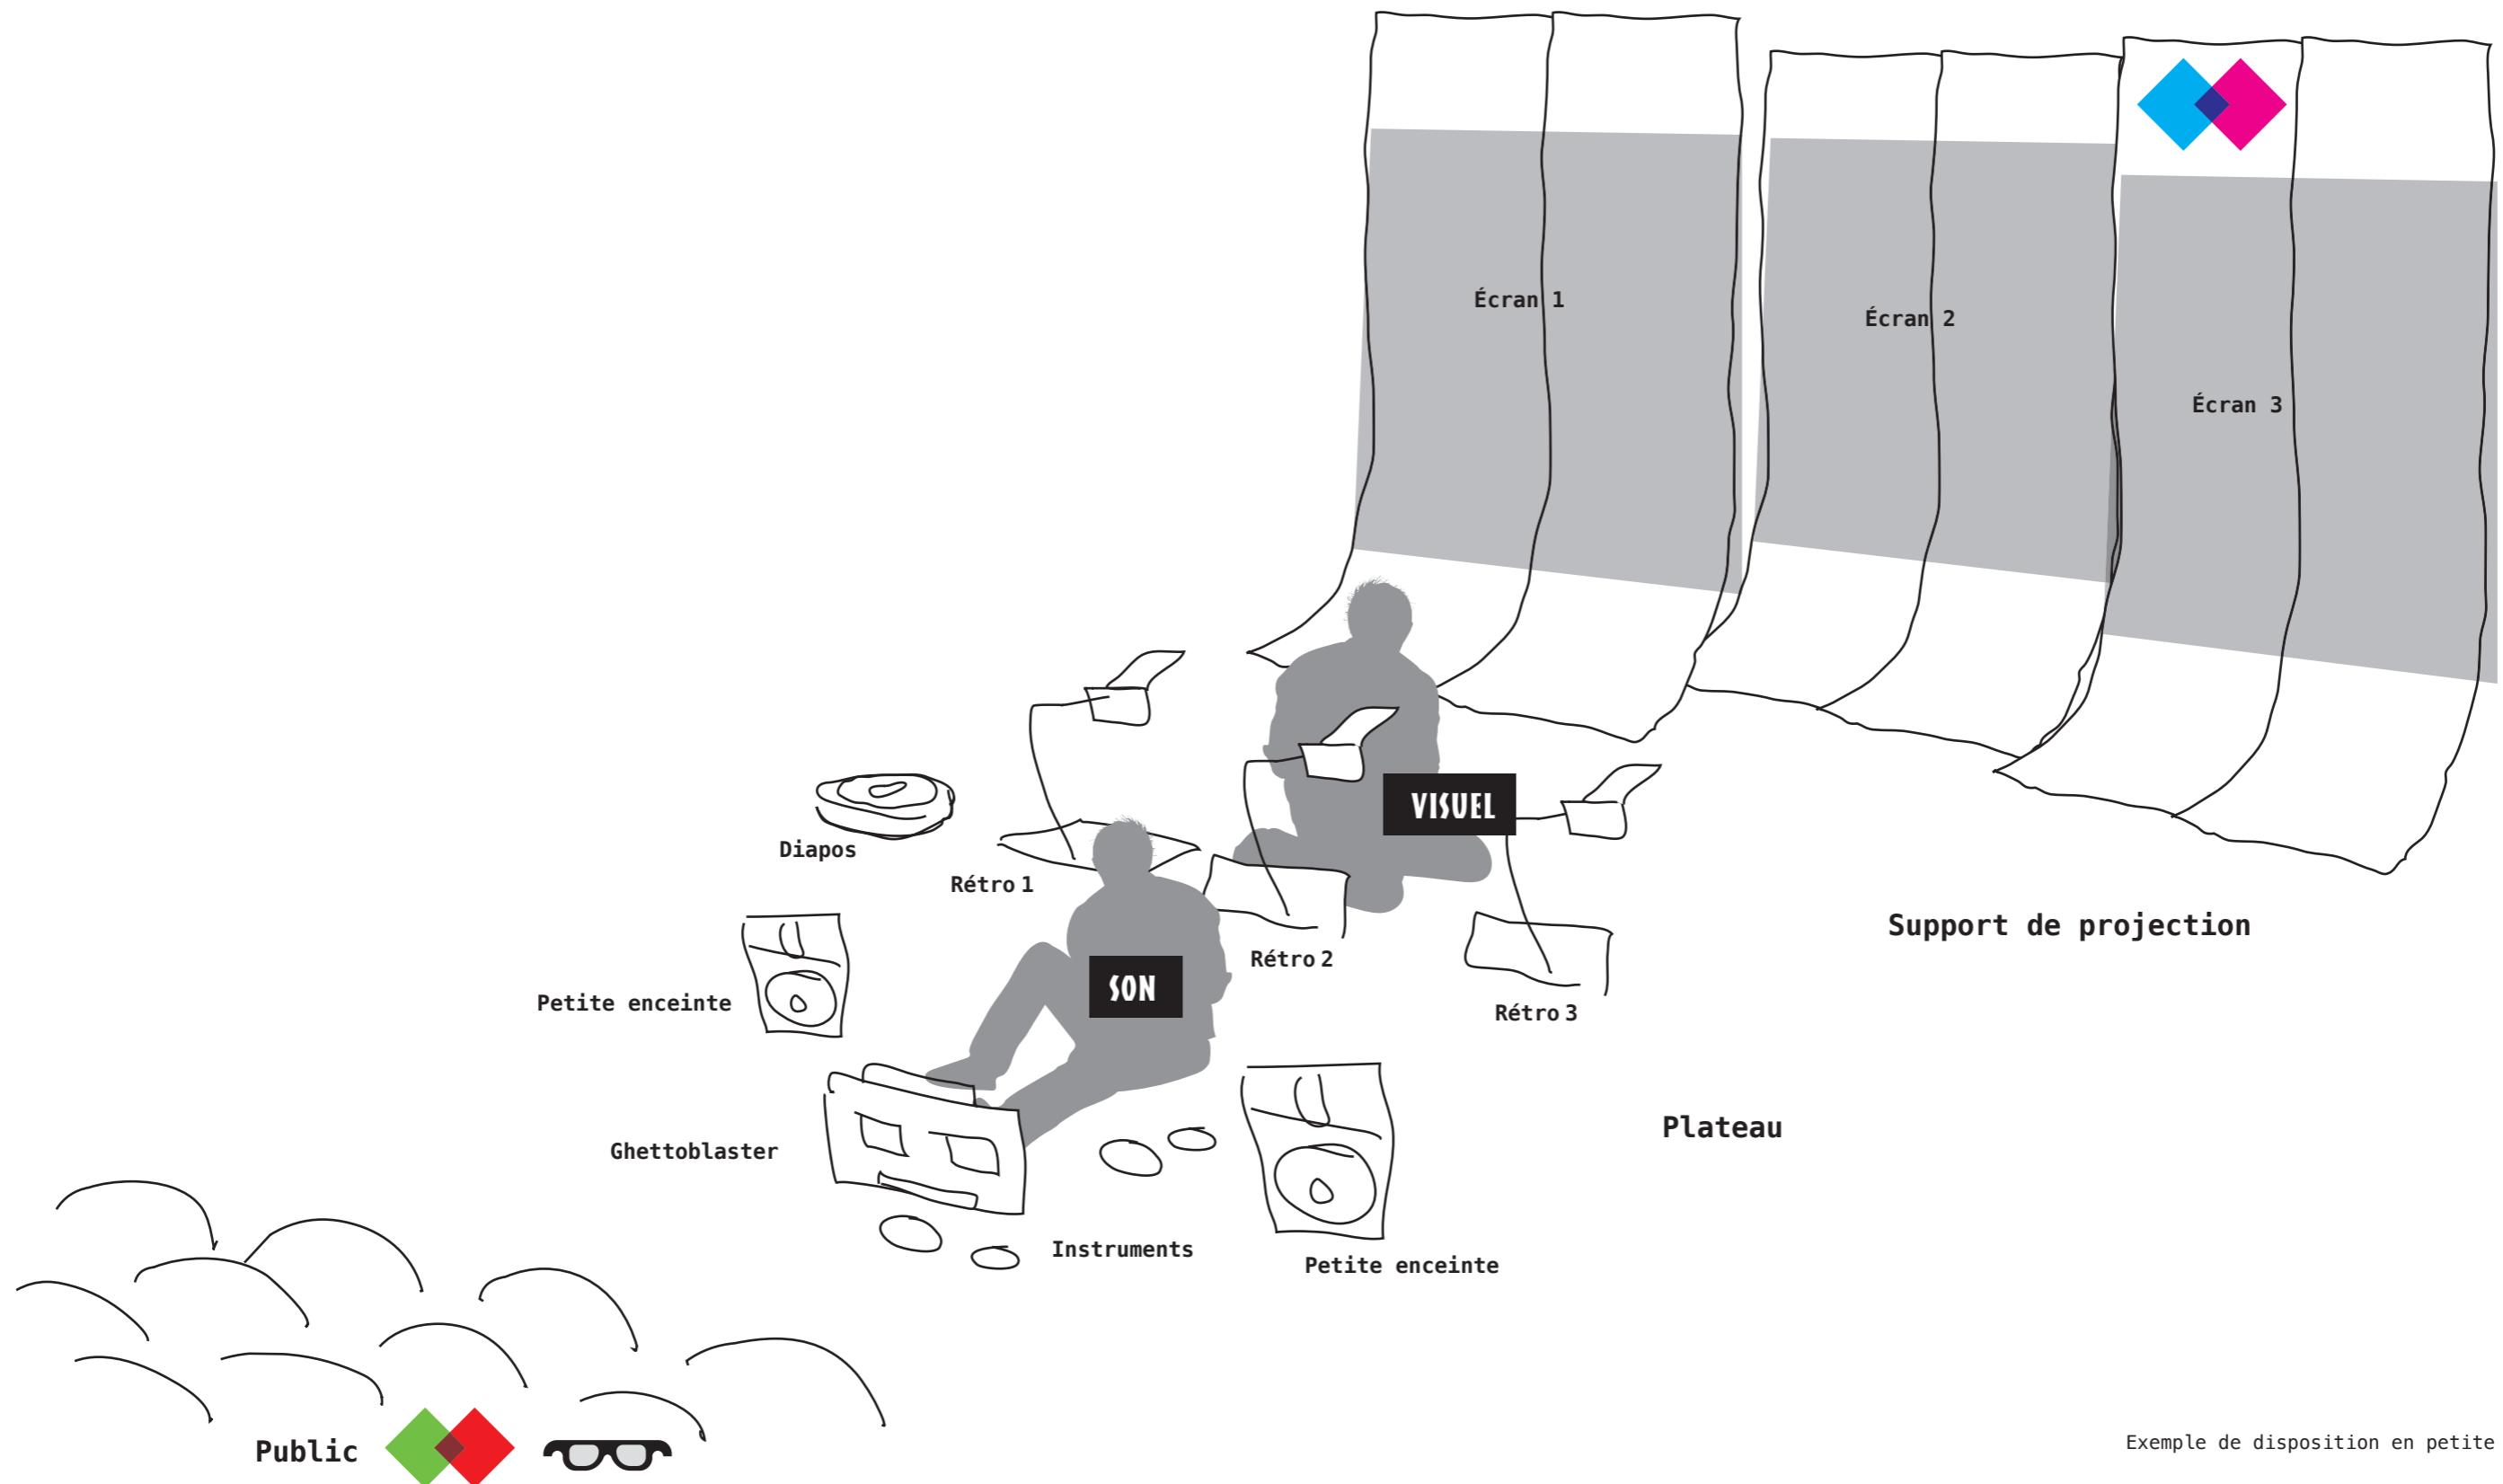 Écran 1
Écran 2
Écran 3
VISUEL
Diapos
Rétro 1
Rétro 2
Support de projection
SON
Petite enceinte
Rétro 3
Plateau
Ghettoblaster
Instruments
Petite enceinte
Public
Exemple de disposition en petite